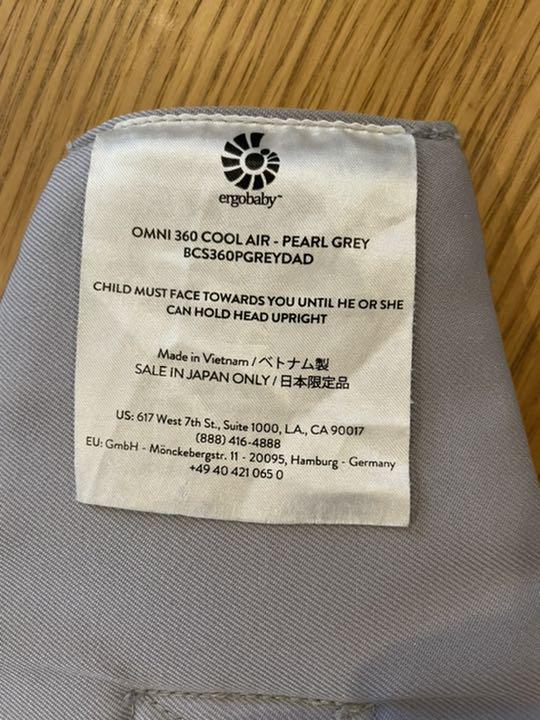 ergobaby™
OMNI 360 COOL AIR - PEARL GREY
BCS360PGREYDAD
CHILD MUST FACE TOWARDS YOU UNTIL HE OR SHE
CAN HOLD HEAD UPRIGHT
Made in Vietnam / ベトナム製
SALE IN JAPAN ONLY / 日本限定品
US: 617 West 7th St., Suite 1000, L.A., CA 90017
(888) 416-4888
EU: GmbH - Mönckebergstr. 11 - 20095, Hamburg - Germany
+49 40 421 065 0